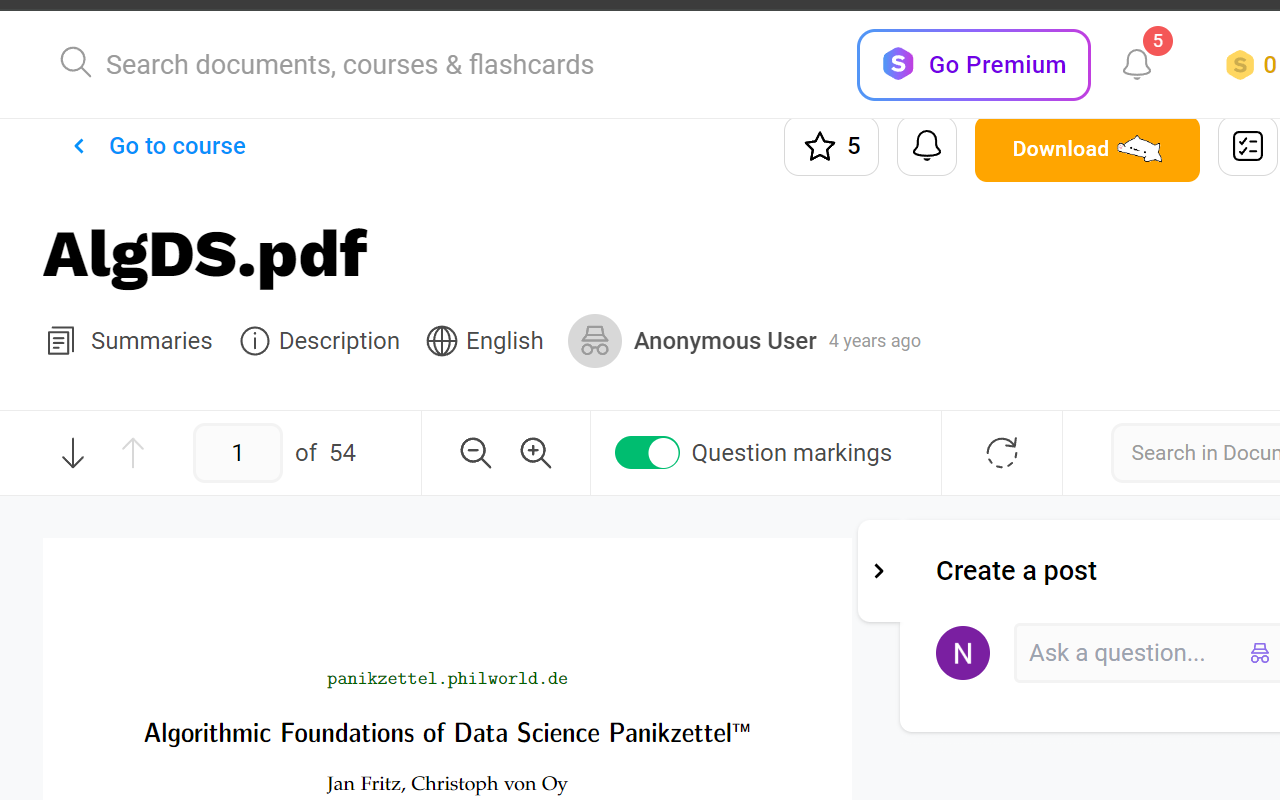 Search documents, courses & flashcards
S Go Premium
5
S 0
Go to course
5
Download
AlgDS.pdf
Summaries
Description
English
Anonymous User 4 years ago
1 of 54
Question markings
Search in Docum
panikzettel.philworld.de
Algorithmic Foundations of Data Science Panikzettel™
Jan Fritz, Christoph von Oy
Create a post
N
Ask a question...